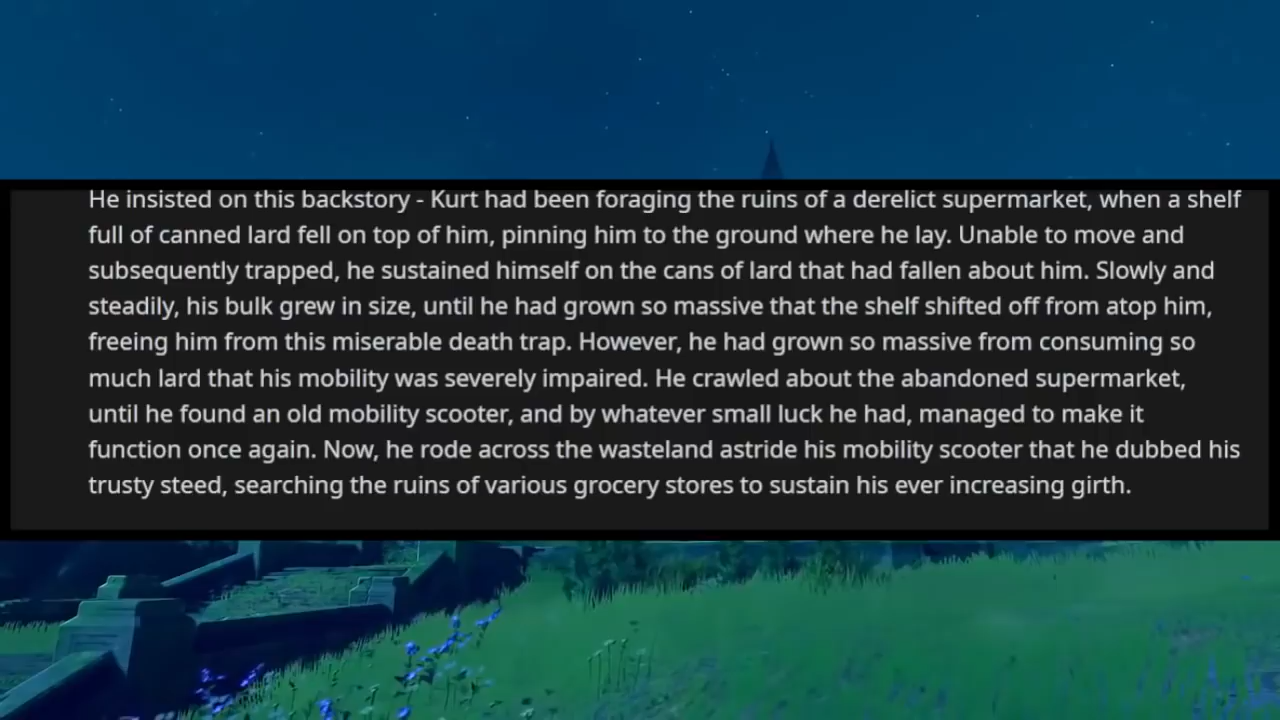 He insisted on this backstory - Kurt had been foraging the ruins of a derelict supermarket, when a shelf
full of canned lard fell on top of him, pinning him to the ground where he lay. Unable to move and
subsequently trapped, he sustained himself on the cans of lard that had fallen about him. Slowly and
steadily, his bulk grew in size, until he had grown so massive that the shelf shifted off from atop him,
freeing him from this miserable death trap. However, he had grown so massive from consuming so
much lard that his mobility was severely impaired. He crawled about the abandoned supermarket,
until he found an old mobility scooter, and by whatever small luck he had, managed to make it
function once again. Now, he rode across the wasteland astride his mobility scooter that he dubbed his
trusty steed, searching the ruins of various grocery stores to sustain his ever increasing girth.